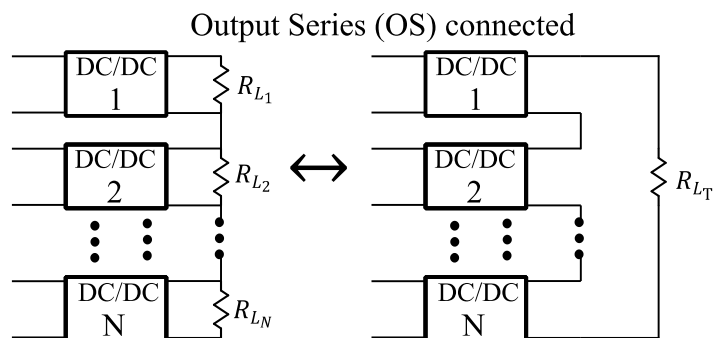 Output Series (OS) connected
DC/DC
1
R_{L_1}
DC/DC
2
R_{L_2}
DC/DC
N
R_{L_N}
DC/DC
1
DC/DC
2
R_{L_T}
DC/DC
N